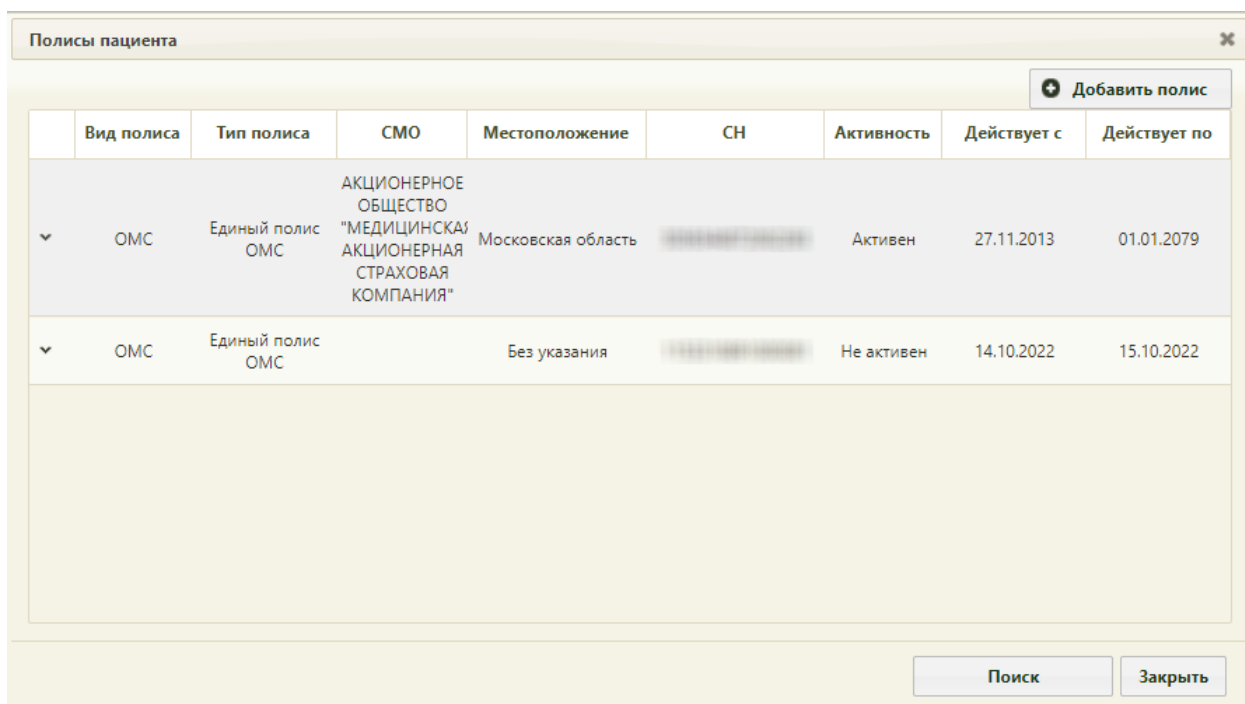 Полисы пациента
Добавить полис
Вид полиса Тип полиса СМО Местоположение СН Активность Действует с Действует по
АКЦИОНЕРНОЕ
ОБЩЕСТВО
"МЕДИЦИНСКАЯ
АКЦИОНЕРНАЯ
СТРАХОВАЯ
КОМПАНИЯ"
ОМС
Единый полис
ОМС
Московская область
Активен
27.11.2013
01.01.2079
ОМС
Единый полис
ОМС
Без указания
Не активен
14.10.2022
15.10.2022
Поиск
Закрыть